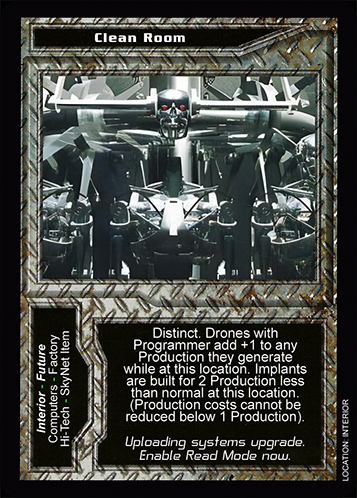 Clean Room
Interior - Future
Computers - Factory
Hi-Tech - SkyNet Item
Distinct. Drones with
Programmer add +1 to any
Production they generate
while at this location. Implants
are built for 2 Production less
than normal at this location.
(Production costs cannot be
reduced below 1 Production).
Uploading systems upgrade.
Enable Read Mode now.
LOCATION: INTERIOR